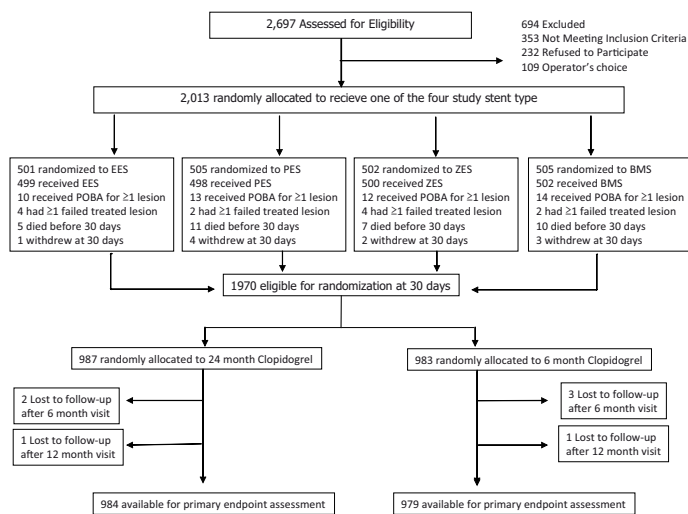 2,697 Assessed for Eligibility
694 Excluded
353 Not Meeting Inclusion Criteria
232 Refused to Participate
109 Operator's choice
2,013 randomly allocated to recieve one of the four study stent type
501 randomized to EES
499 received EES
10 received POBA for ≥1 lesion
4 had ≥1 failed treated lesion
5 died before 30 days
1 withdrew at 30 days
505 randomized to PES
498 received PES
13 received POBA for ≥1 lesion
2 had ≥1 failed treated lesion
11 died before 30 days
4 withdrew at 30 days
502 randomized to ZES
500 received ZES
12 received POBA for ≥1 lesion
4 had ≥1 failed treated lesion
7 died before 30 days
2 withdrew at 30 days
505 randomized to BMS
502 received BMS
14 received POBA for ≥1 lesion
2 had ≥1 failed treated lesion
10 died before 30 days
3 withdrew at 30 days
1970 eligible for randomization at 30 days
987 randomly allocated to 24 month Clopidogrel
983 randomly allocated to 6 month Clopidogrel
2 Lost to follow-up
after 6 month visit
3 Lost to follow-up
after 6 month visit
1 Lost to follow-up
after 12 month visit
1 Lost to follow-up
after 12 month visit
984 available for primary endpoint assessment
979 available for primary endpoint assessment